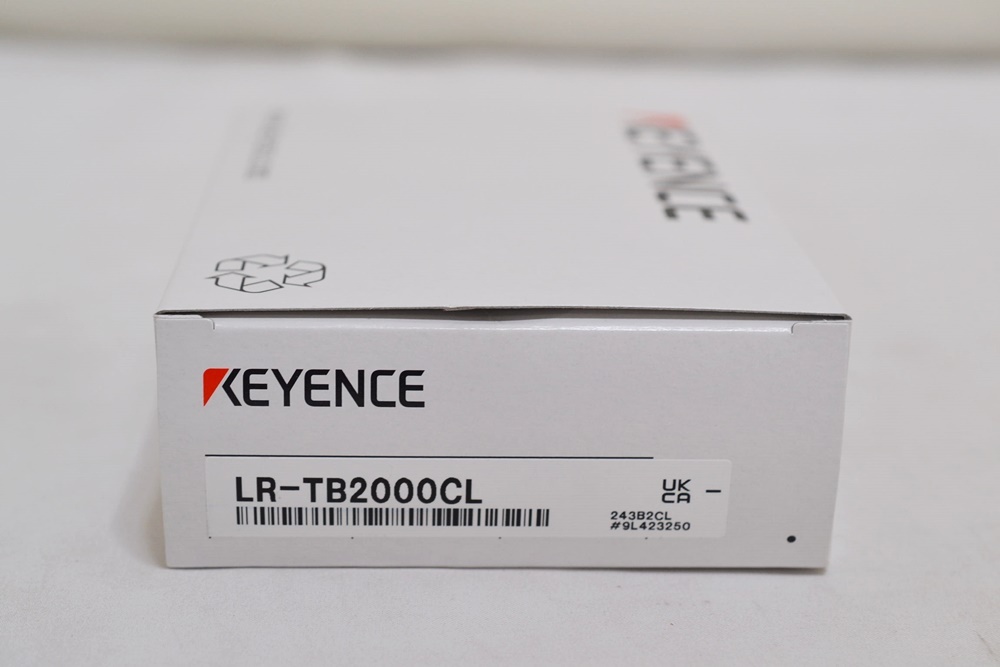 KEYENCE
KEYENCE
LR-TB2000CL
UK
CA
-
243B2CL
#9L423250